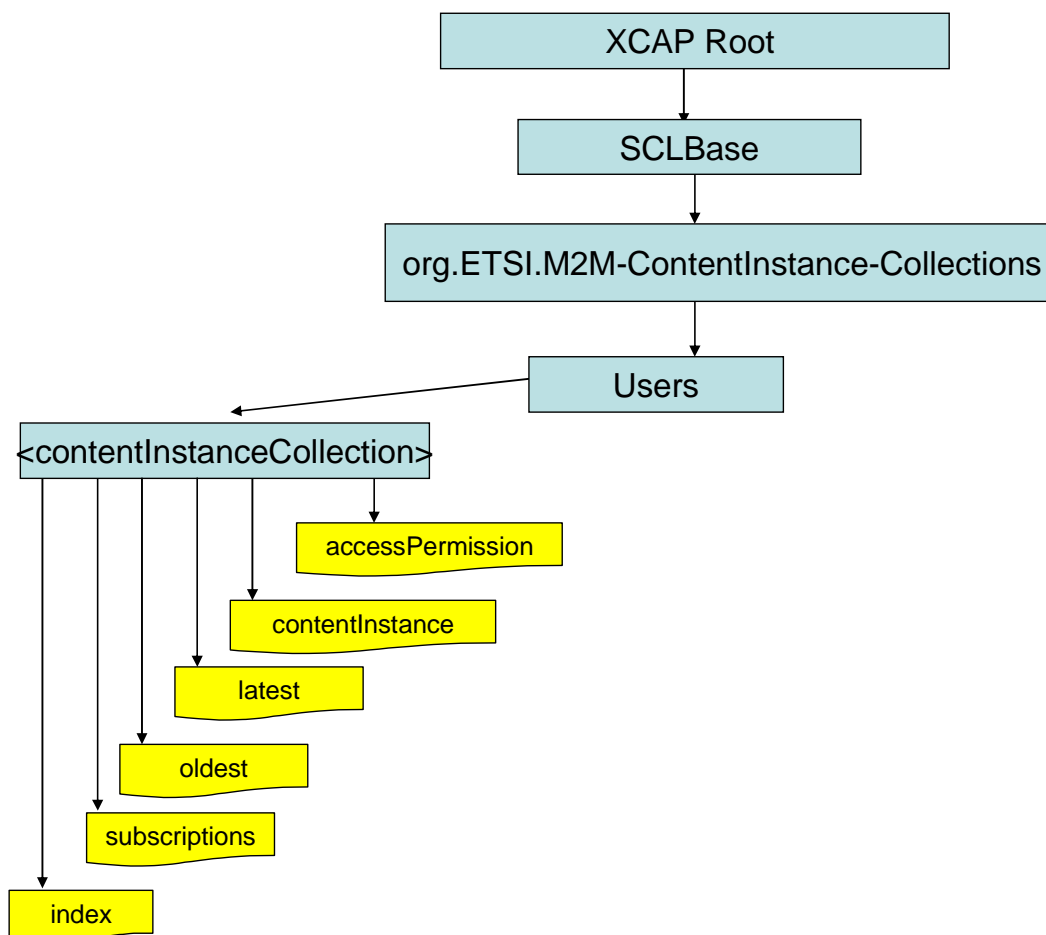 XCAP Root
SCLBase
org.ETSI.M2M-ContentInstance-Collections
Users
<contentInstanceCollection>
accessPermission
contentInstance
latest
oldest
subscriptions
index